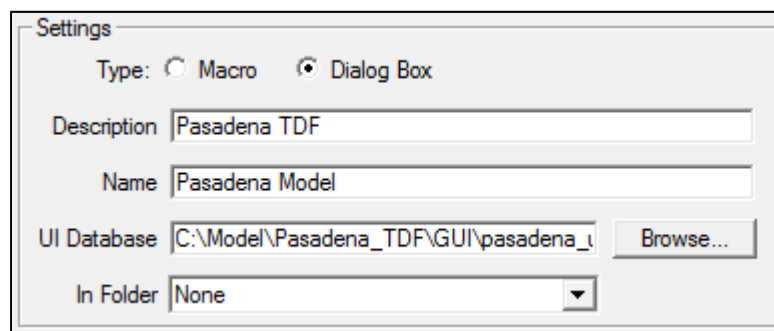 Settings
Type: Macro Dialog Box
Description Pasadena TDF
Name Pasadena Model
UI Database C:\Model\Pasadena_TDF\GUI\pasadena_ Browse...
In Folder None